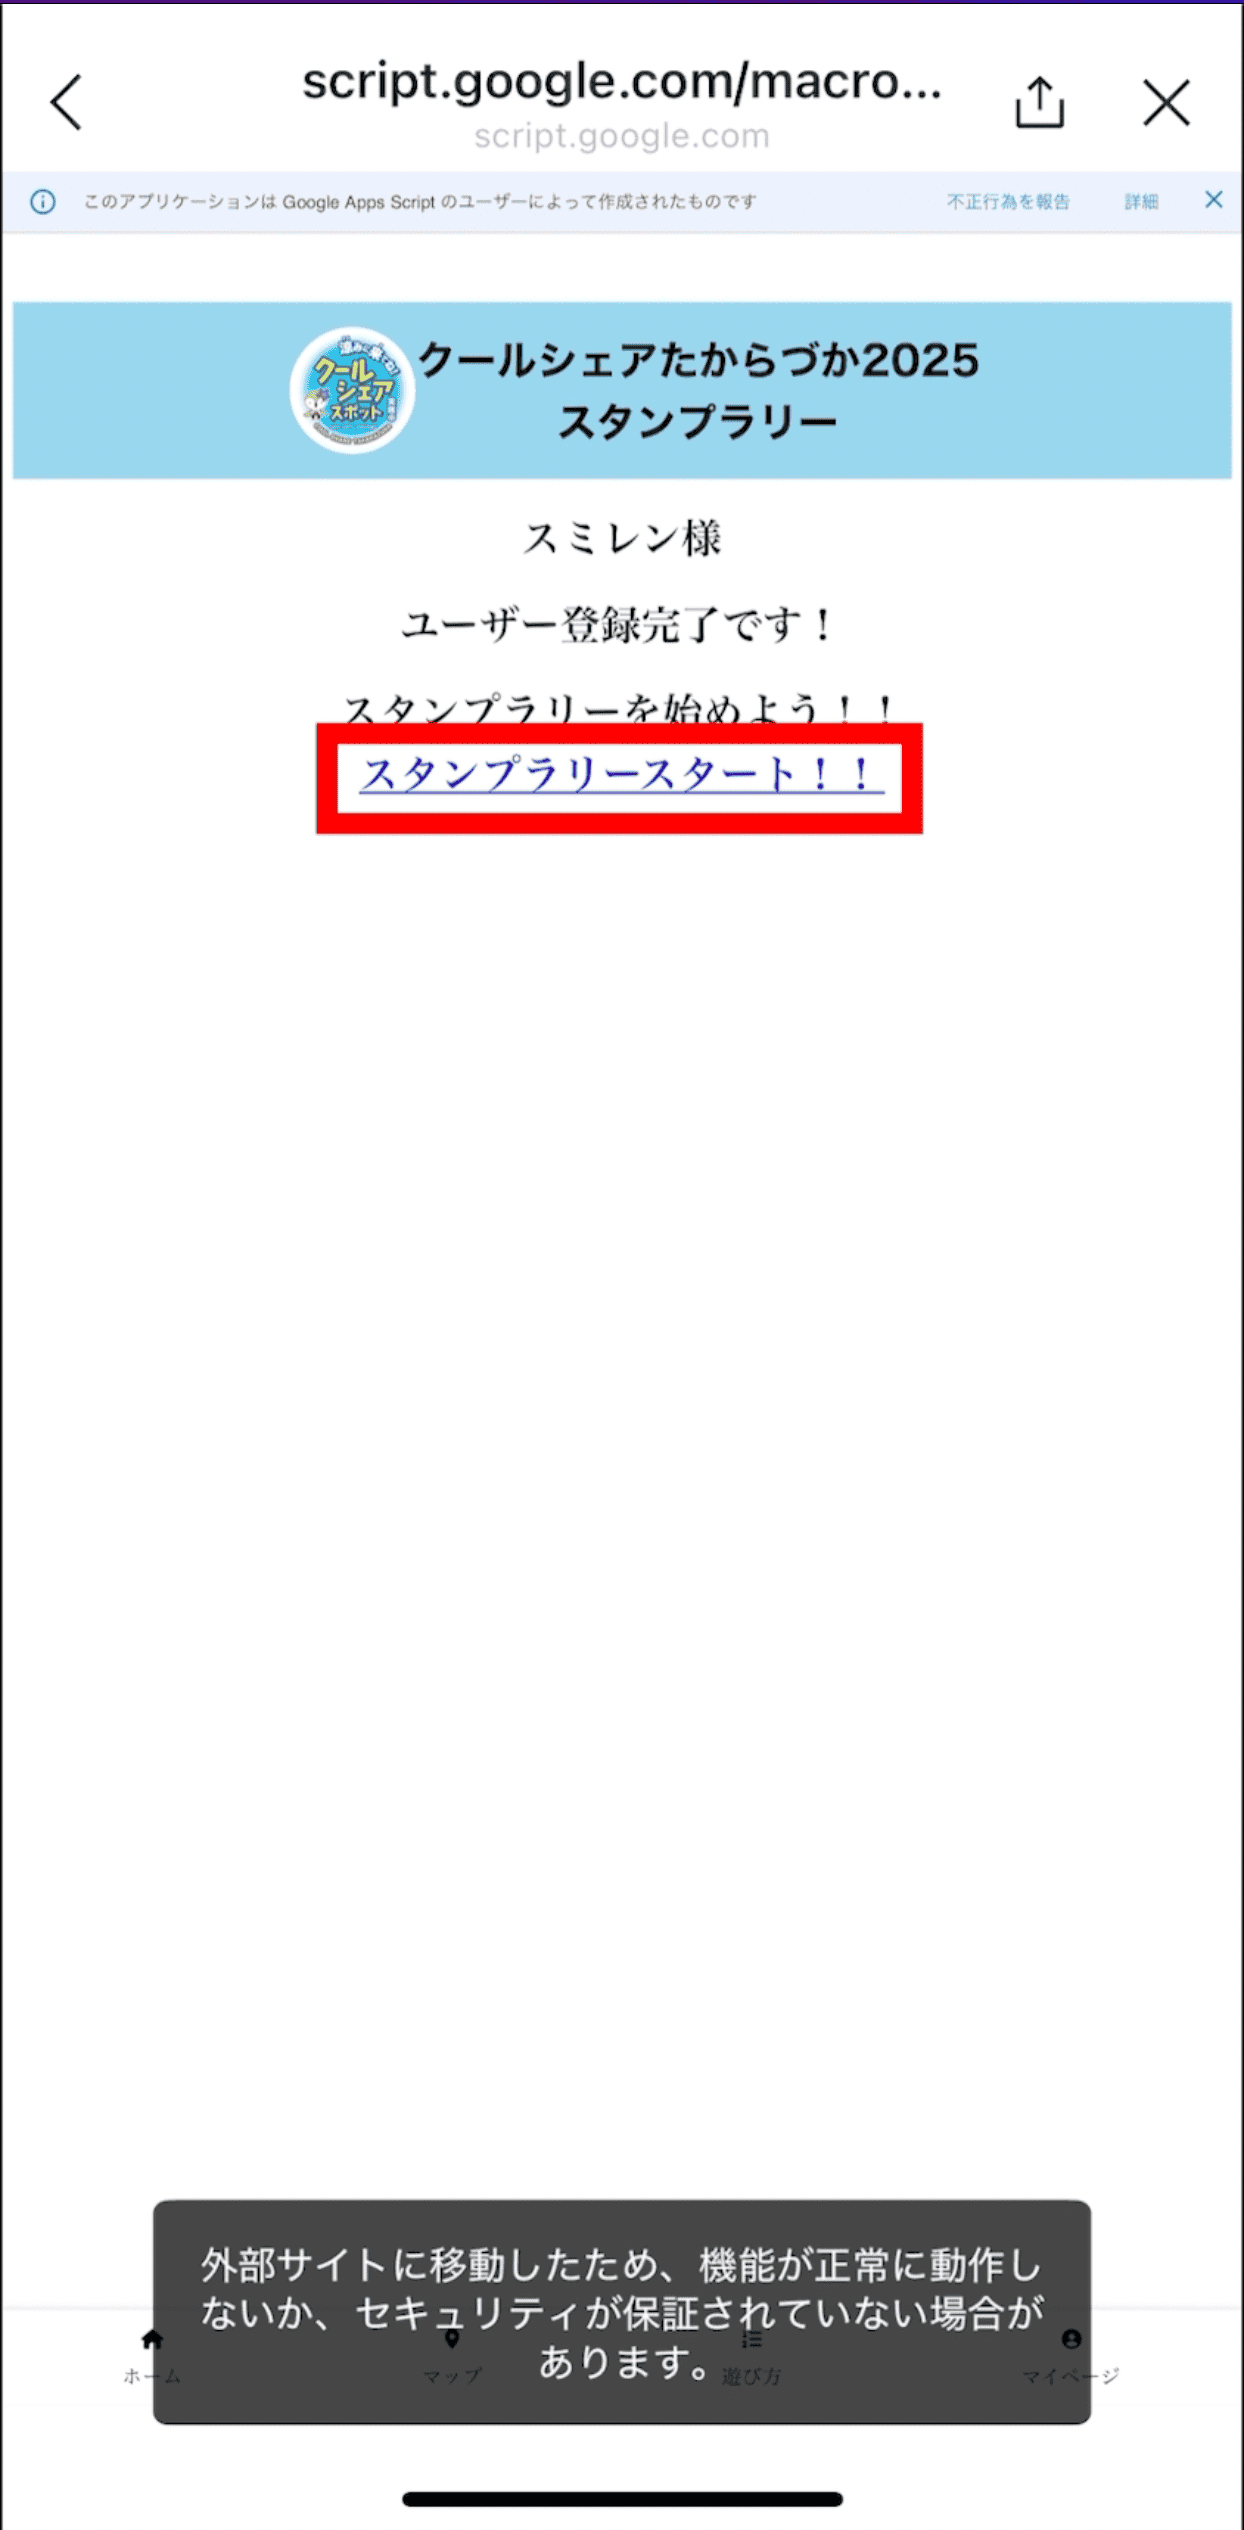 script.google.com/macro...
script.google.com
このアプリケーションは Google Apps Script のユーザーによって作成されたものです
不正行為を報告
詳細
クール
シェア
スポット
クールシェアたからづか2025
スタンプラリー
スミレン様
ユーザー登録完了です！
スタンプラリーを始めよう！！
スタンプラリースタート！！
外部サイトに移動したため、機能が正常に動作し
ないか、セキュリティが保証されていない場合が
あります。
ホーム
マップ
遊び方
マイページ